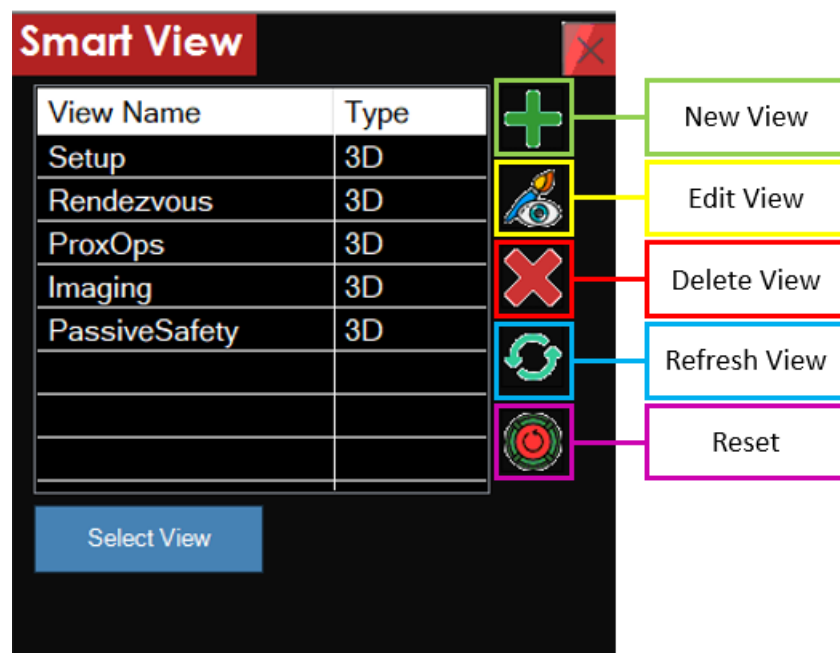 Smart View
View Name Type
Setup 3D
Rendezvous 3D
ProxOps 3D
Imaging 3D
PassiveSafety 3D
Select View
New View
Edit View
Delete View
Refresh View
Reset